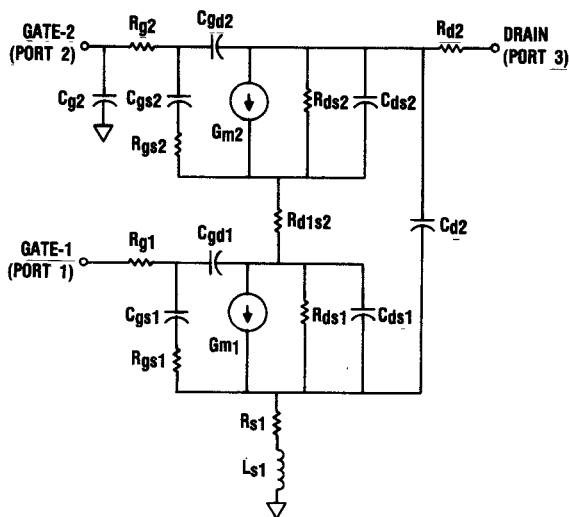 GATE-2
(PORT 2)
Rg2
Cgd2
Rd2
DRAIN
(PORT 3)
Cg2
Cgs2
Rgs2
Gm2
Rds2
Cds2
Rd1s2
Cd2
GATE-1
(PORT 1)
Rg1
Cgd1
Cgs1
Rgs1
Gm1
Rds1
Cds1
Rs1
Ls1